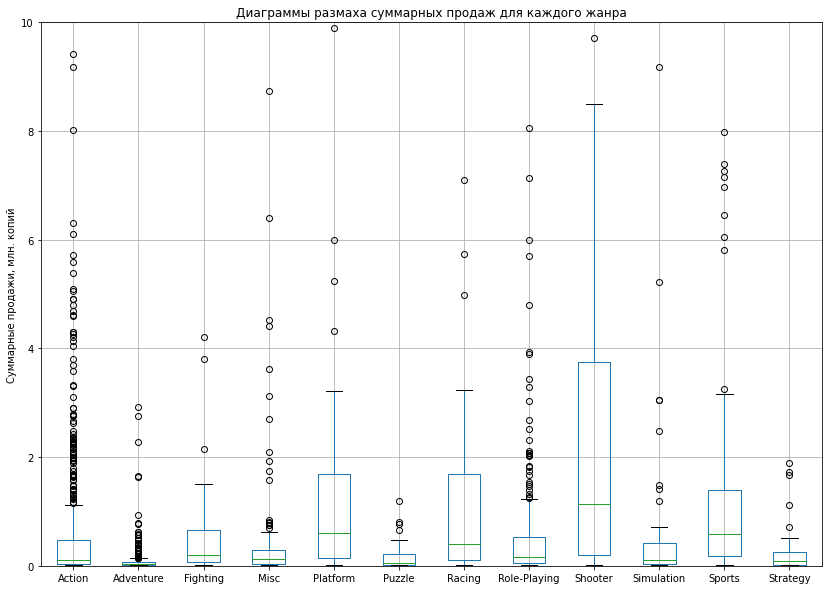 Диаграммы размаха суммарных продаж для каждого жанра
Суммарные продажи, млн. копий
10
8
6
4
2
0
Action Adventure Fighting Misc Platform Puzzle Racing Role-Playing Shooter Simulation Sports Strategy